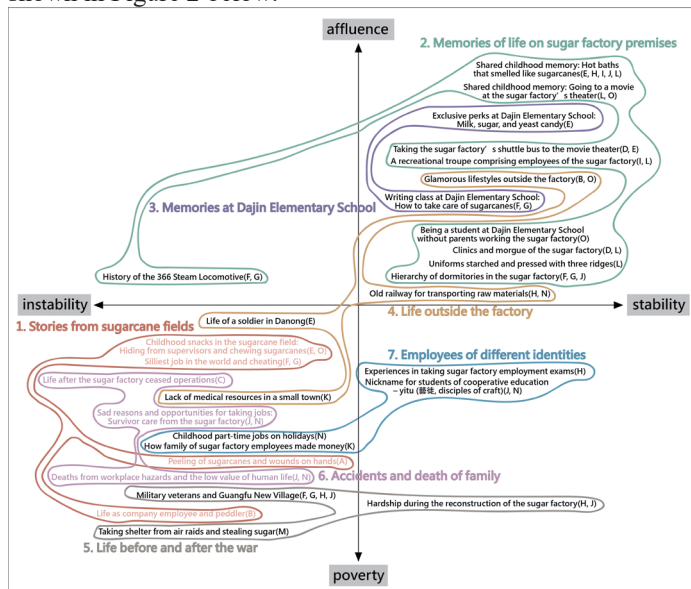 affluence
2. Memories of life on sugar factory premises
Shared childhood memory: Hot baths
that smelled like sugarcanes(E, H, I, J, L)
Shared childhood memory: Going to a movie
at the sugar factory's theater(L, O)
Exclusive perks at Dajin Elementary School:
Milk, sugar, and yeast candy(E)
Taking the sugar factory's shuttle bus to the movie theater(D, E)
A recreational troupe comprising employees of the sugar factory(I, L)
Glamorous lifestyles outside the factory(B, O)
Writing class at Dajin Elementary School:
How to take care of sugarcanes(F, G)
3. Memories at Dajin Elementary School
Being a student at Dajin Elementary School
without parents working the sugar factory(O)
Clinics and morgue of the sugar factory(D, L)
Uniforms starched and pressed with three ridges(L)
Hierarchy of dormitories in the sugar factory(F, G, J)
History of the 366 Steam Locomotive(F, G)
Old railway for transporting raw materials(H, N)
instability
stability
4. Life outside the factory
Life of a soldier in Danong(E)
1. Stories from sugarcane fields
Childhood snacks in the sugarcane field:
Hiding from supervisors and chewing sugarcanes(E, O)
Silliest job in the world and cheating(F, G)
7. Employees of different identities
Experiences in taking sugar factory employment exams(H)
Nickname for students of cooperative education
– yitu (藝徒, disciples of craft)(J, N)
Life after the sugar factory ceased operations(C)
Lack of medical resources in a small town(K)
Sad reasons and opportunities for taking jobs:
Survivor care from the sugar factory(J, N)
Childhood part-time jobs on holidays(N)
How family of sugar factory employees made money(K)
Peeling of sugarcanes and wounds on hands(A)
Deaths from workplace hazards and the low value of human life(J, N)
6. Accidents and death of family
Military veterans and Guangfu New Village(F, G, H, J)
Hardship during the reconstruction of the sugar factory(H, J)
Life as company employee and peddler(B)
Taking shelter from air raids and stealing sugar(M)
5. Life before and after the war
poverty